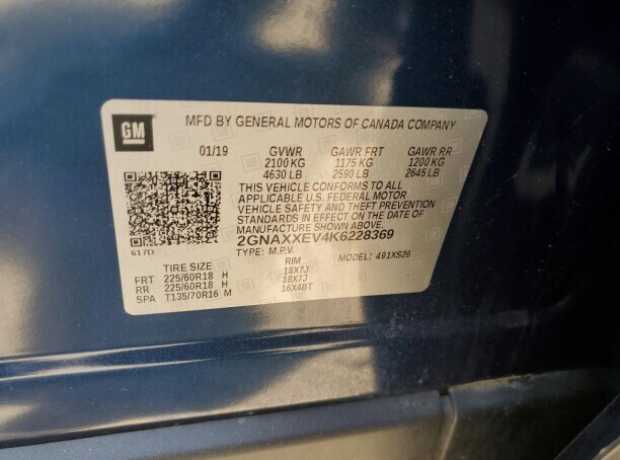 GM
MFD BY GENERAL MOTORS OF CANADA COMPANY
01/19 GVWR GAWR FRT GAWR RR
2100 KG 1175 KG 1200 KG
4630 LB 2590 LB 2645 LB
THIS VEHICLE CONFORMS TO ALL
APPLICABLE U.S. FEDERAL MOTOR
VEHICLE SAFETY AND THEFT PREVENTION
STANDARDS IN EFFECT ON THE DATE OF
MANUFACTURE SHOWN ABOVE.
2GNAXXEV4K6228369
617D TYPE: M.P.V. MODEL: 491XS26
TIRE SIZE RIM
FRT 225/60R18 H 18X7J
RR 225/60R18 H 18X7J
SPA T135/70R16 M 16X4BT